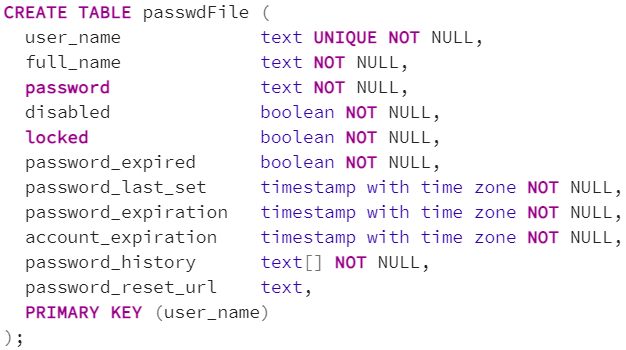 CREATE TABLE passwdFile (
  user_name             text UNIQUE NOT NULL,
  full_name             text NOT NULL,
  password              text NOT NULL,
  disabled              boolean NOT NULL,
  locked                boolean NOT NULL,
  password_expired      boolean NOT NULL,
  password_last_set     timestamp with time zone NOT NULL,
  password_expiration   timestamp with time zone NOT NULL,
  account_expiration    timestamp with time zone NOT NULL,
  password_history      text[] NOT NULL,
  password_reset_url    text,
  PRIMARY KEY (user_name)
);